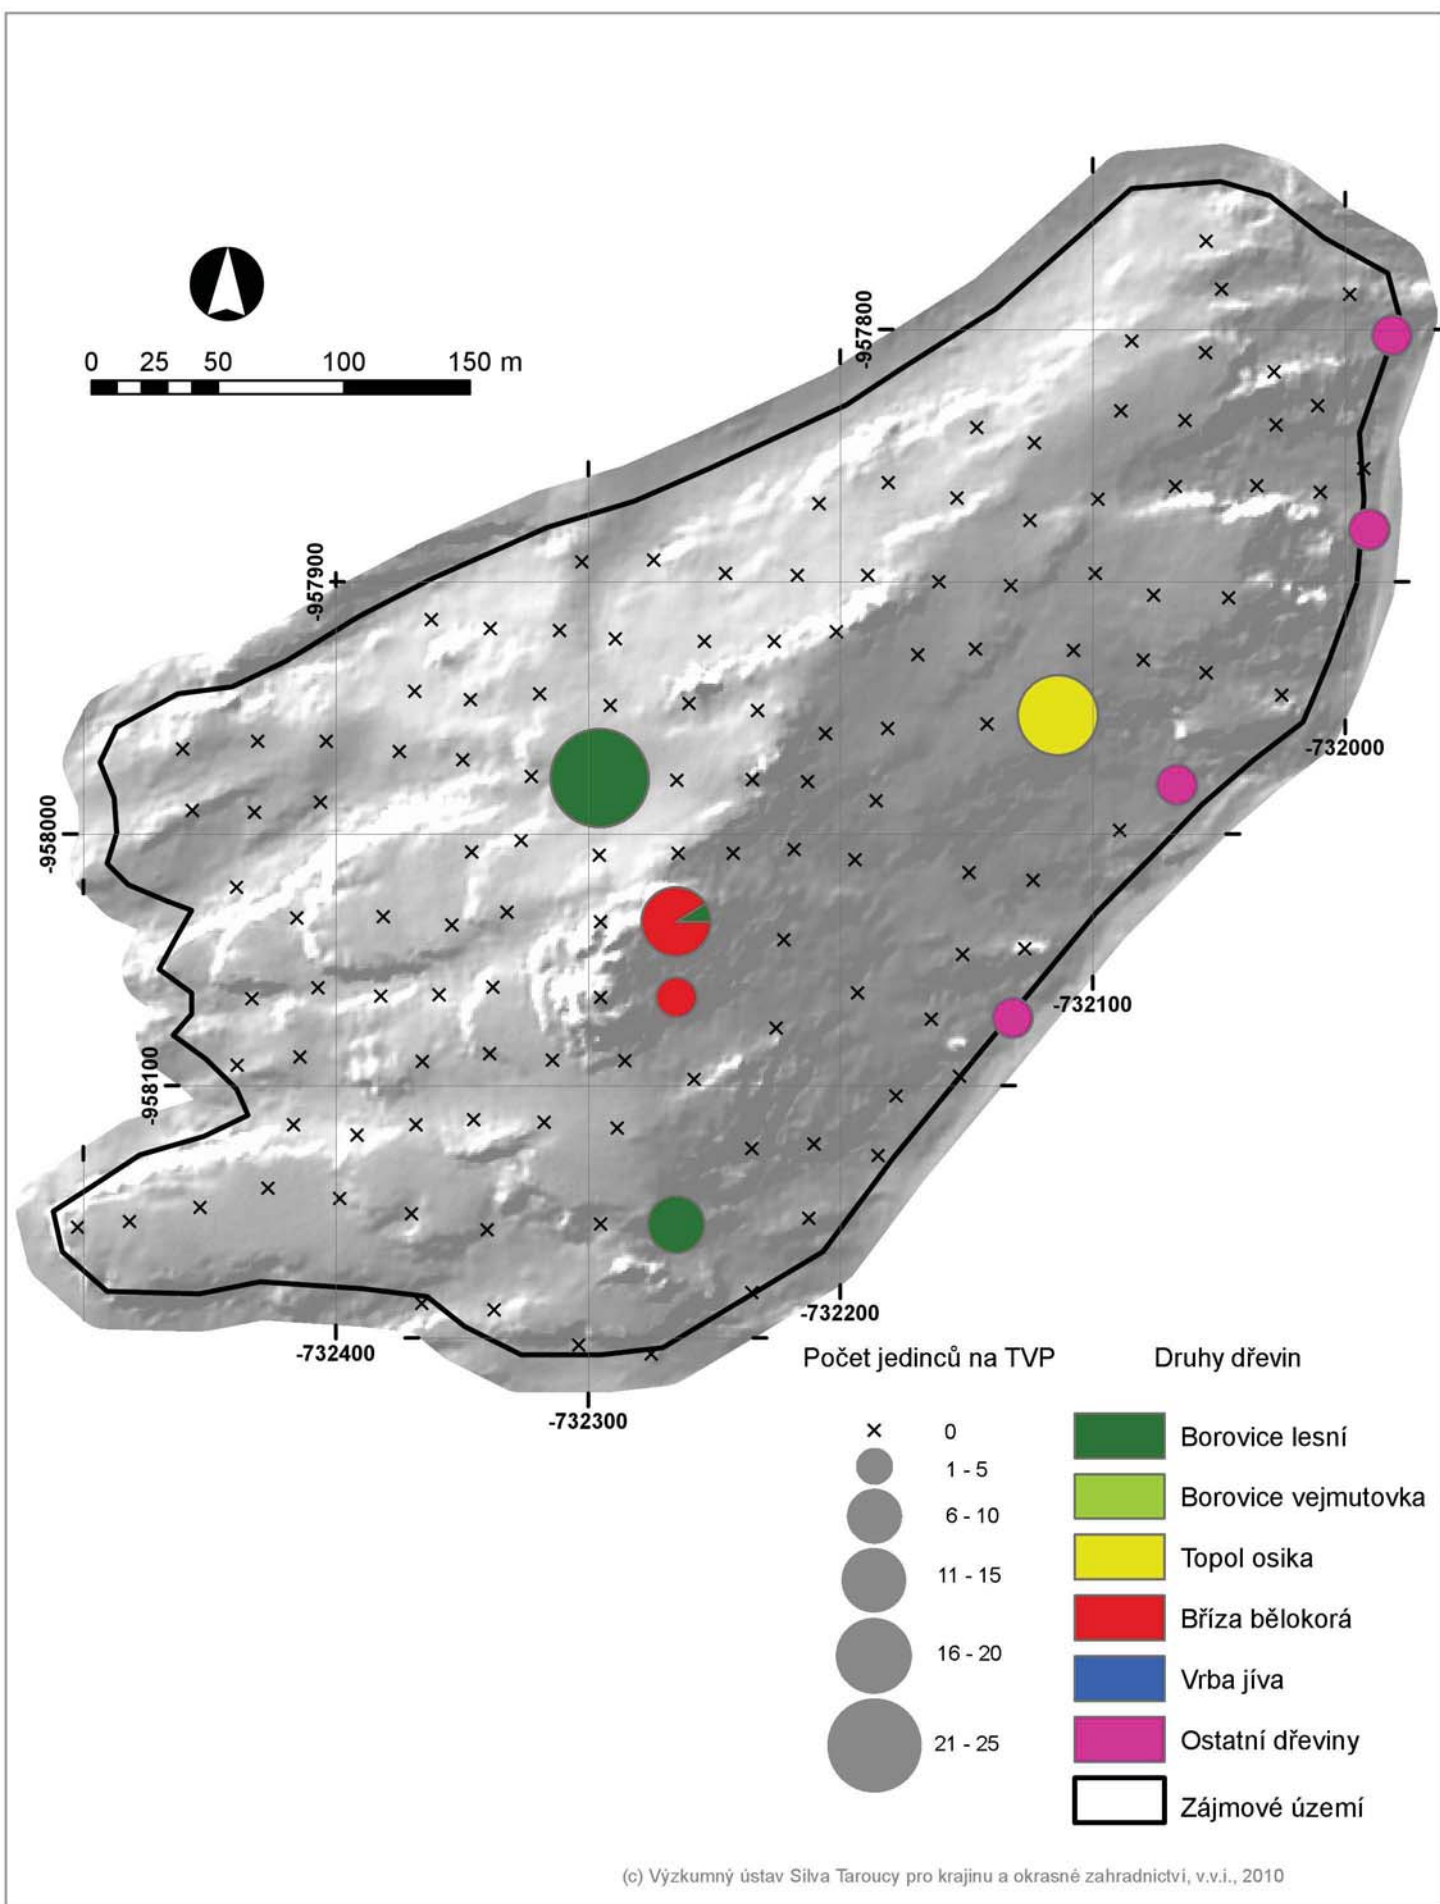 0 25 50 100 150 m
-957800
-957900
-958000
-958100
-732000
-732100
-732200
-732300
-732400
Počet jedinců na TVP
0
1 - 5
6 - 10
11 - 15
16 - 20
21 - 25
Druhy dřevin
Borovice lesní
Borovice vejmutovka
Topol osika
Bříza bělokorá
Vrba jíva
Ostatní dřeviny
Zájmové území
(c) Výzkumný ústav Silva Taroucy pro krajinu a okrasné zahradnictví, v.v.i., 2010